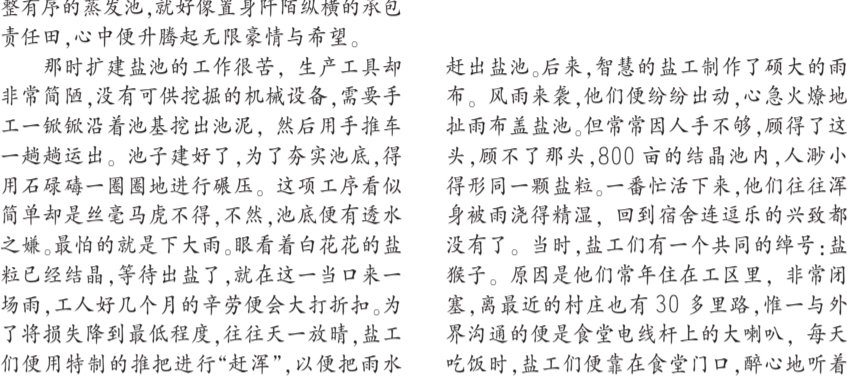 整有序的蒸发池,就好像置身阡陌纵横的承包
责任田,心中便升腾起无限豪情与希望。
那时扩建盐池的工作很苦，生产工具却
非常简陋,没有可供挖掘的机械设备,需要手
工一锨锨沿着池基挖出池泥，然后用手推车
一趟趟运出。池子建好了,为了夯实池底,得
用石碌碡一圈圈地进行碾压。这项工序看似
简单却是丝毫马虎不得,不然,池底便有透水
之嫌。最怕的就是下大雨。眼看着白花花的盐
粒已经结晶,等待出盐了,就在这一当口来一
场雨,工人好几个月的辛劳便会大打折扣。为
了将损失降到最低程度,往往天一放晴,盐工
们便用特制的推把进行“赶浑”,以便把雨水
赶出盐池。后来,智慧的盐工制作了硕大的雨
布。风雨来袭,他们便纷纷出动,心急火燎地
扯雨布盖盐池。但常常因人手不够,顾得了这
头,顾不了那头,800 亩的结晶池内,人渺小
得形同一颗盐粒。一番忙活下来,他们往往浑
身被雨浇得精湿，回到宿舍连逗乐的兴致都
没有了。当时,盐工们有一个共同的绰号:盐
猴子。原因是他们常年住在工区里，非常闭
塞,离最近的村庄也有 30 多里路,惟一与外
界沟通的便是食堂电线杆上的大喇叭，每天
吃饭时,盐工们便靠在食堂门口,醉心地听着